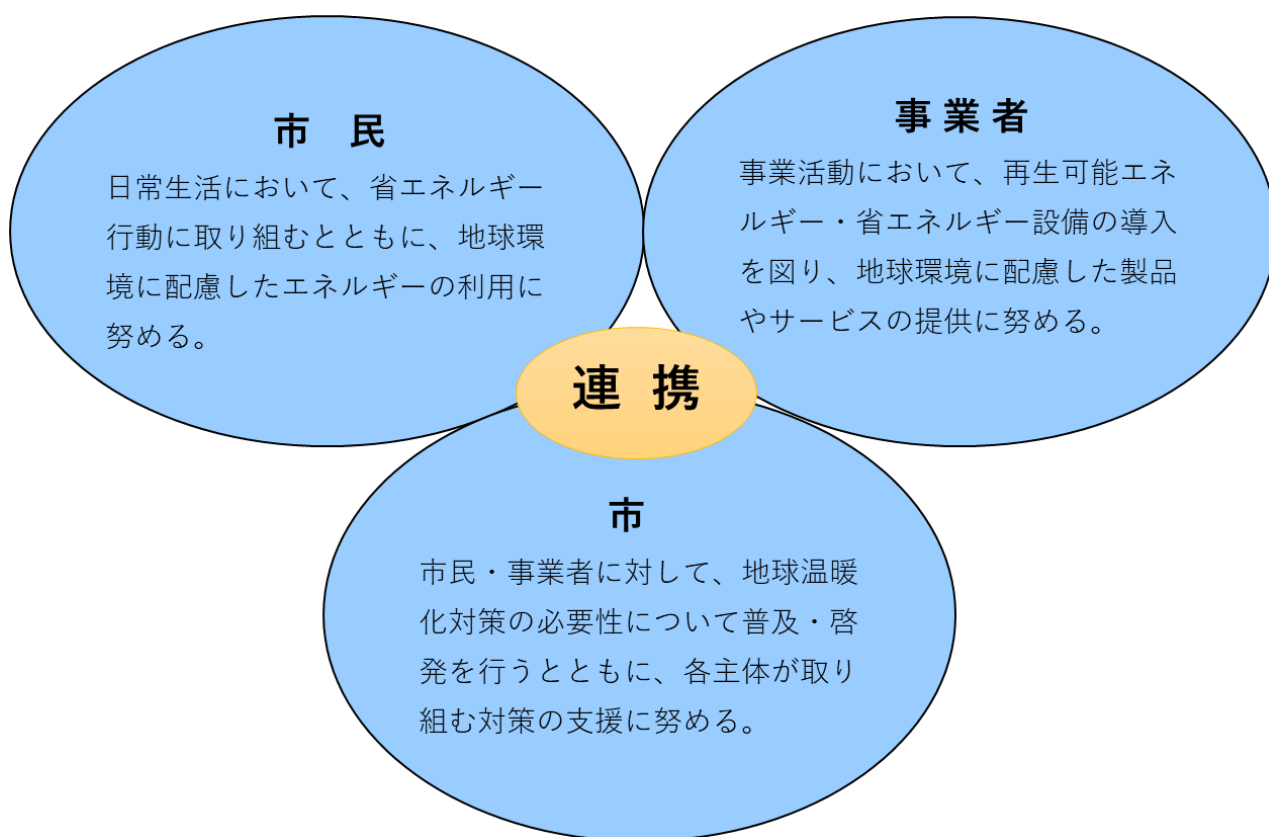 市　民
日常生活において、省エネルギー
行動に取り組むとともに、地球環
境に配慮したエネルギーの利用に
努める。
事 業 者
事業活動において、再生可能エネ
ルギー・省エネルギー設備の導入
を図り、地球環境に配慮した製品
やサービスの提供に努める。
連 携
市
市民・事業者に対して、地球温暖
化対策の必要性について普及・啓
発を行うとともに、各主体が取り
組む対策の支援に努める。